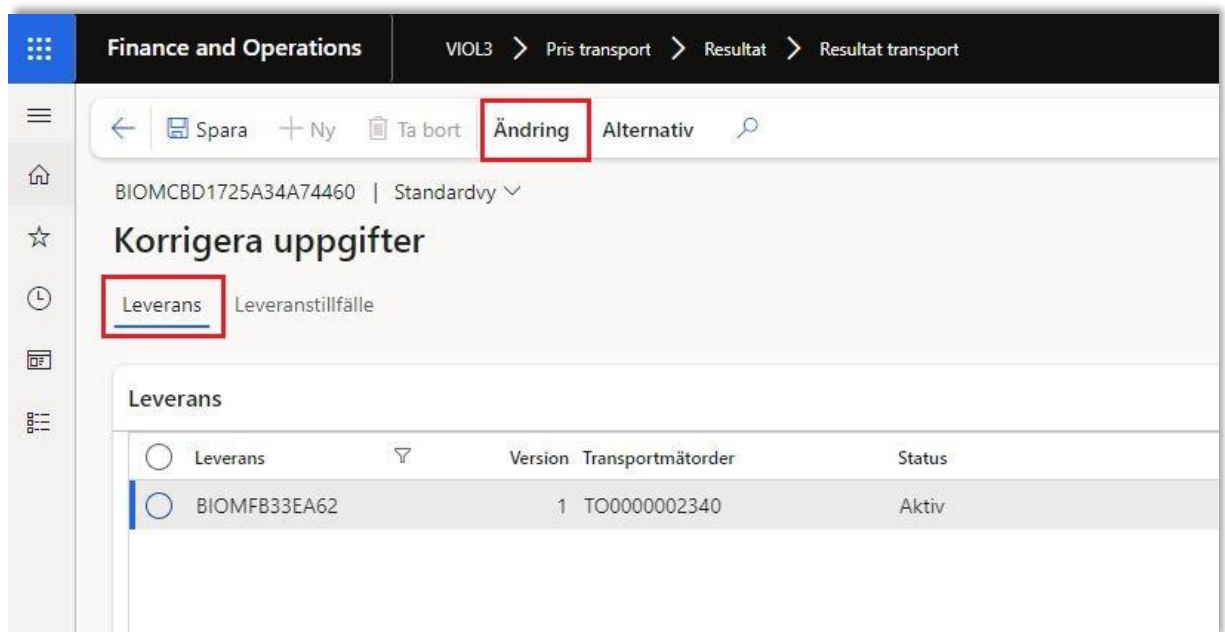 Finance and Operations VIOL3 > Pris transport > Resultat > Resultat transport
Spara + Ny Ta bort Ändring Alternativ
BIOMCBD1725A34A74460 | Standardvy
Korrigera uppgifter
Leverans Leveranstillfälle
Leverans
Leverans Version Transportmätorder Status
BIOMFB33EA62 1 TO0000002340 Aktiv